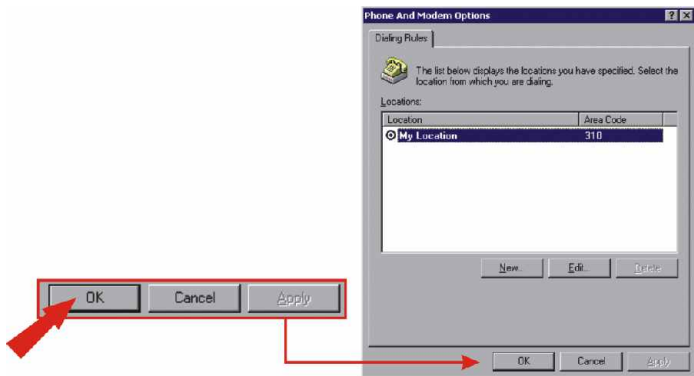 Phone And Modem Options
Dialing Rules
The list below displays the locations you have specified. Select the
location from which you are dialing.
Locations:
Location Area Code
My Location 310
New... Edit... Delete
OK Cancel Apply
OK Cancel Apply